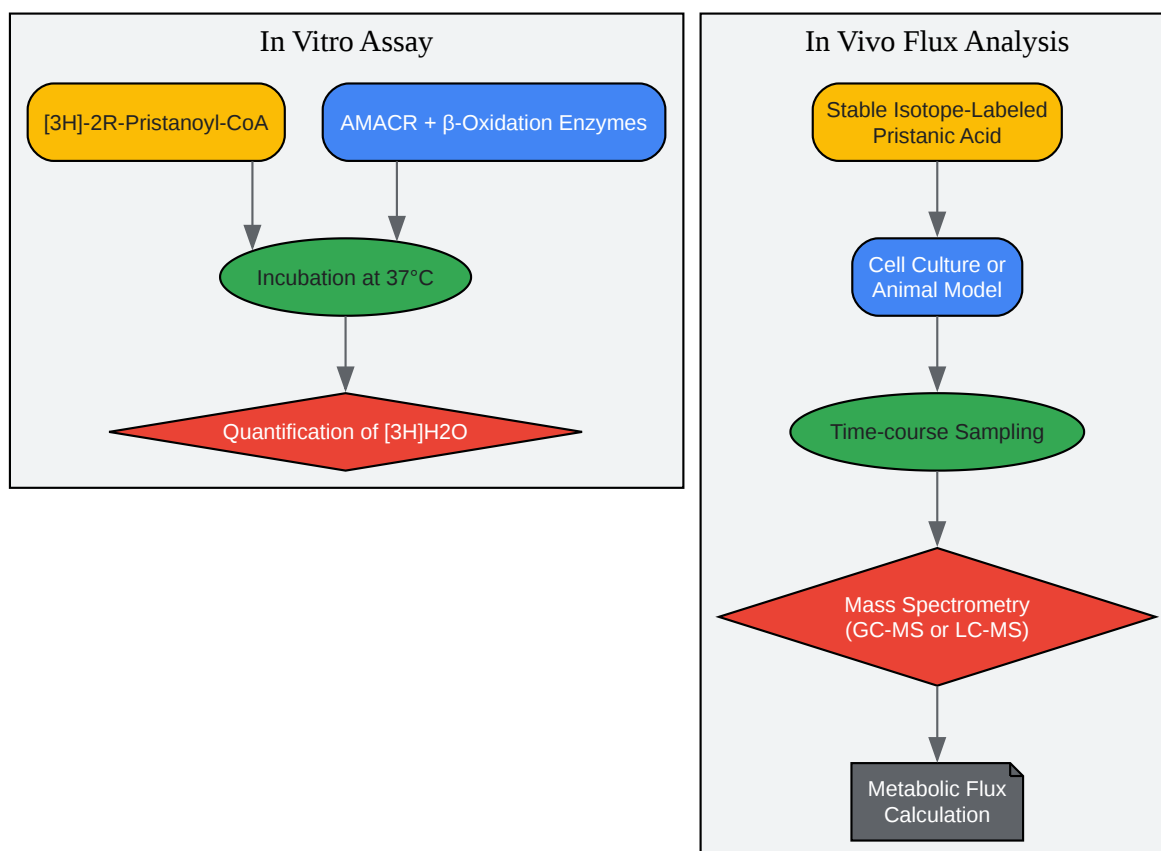 In Vitro Assay
[3H]-2R-Pristanoyl-CoA
AMACR + β-Oxidation Enzymes
Incubation at 37°C
Quantification of [3H]H2O
In Vivo Flux Analysis
Stable Isotope-Labeled
Pristanic Acid
Cell Culture or
Animal Model
Time-course Sampling
Mass Spectrometry
(GC-MS or LC-MS)
Metabolic Flux
Calculation